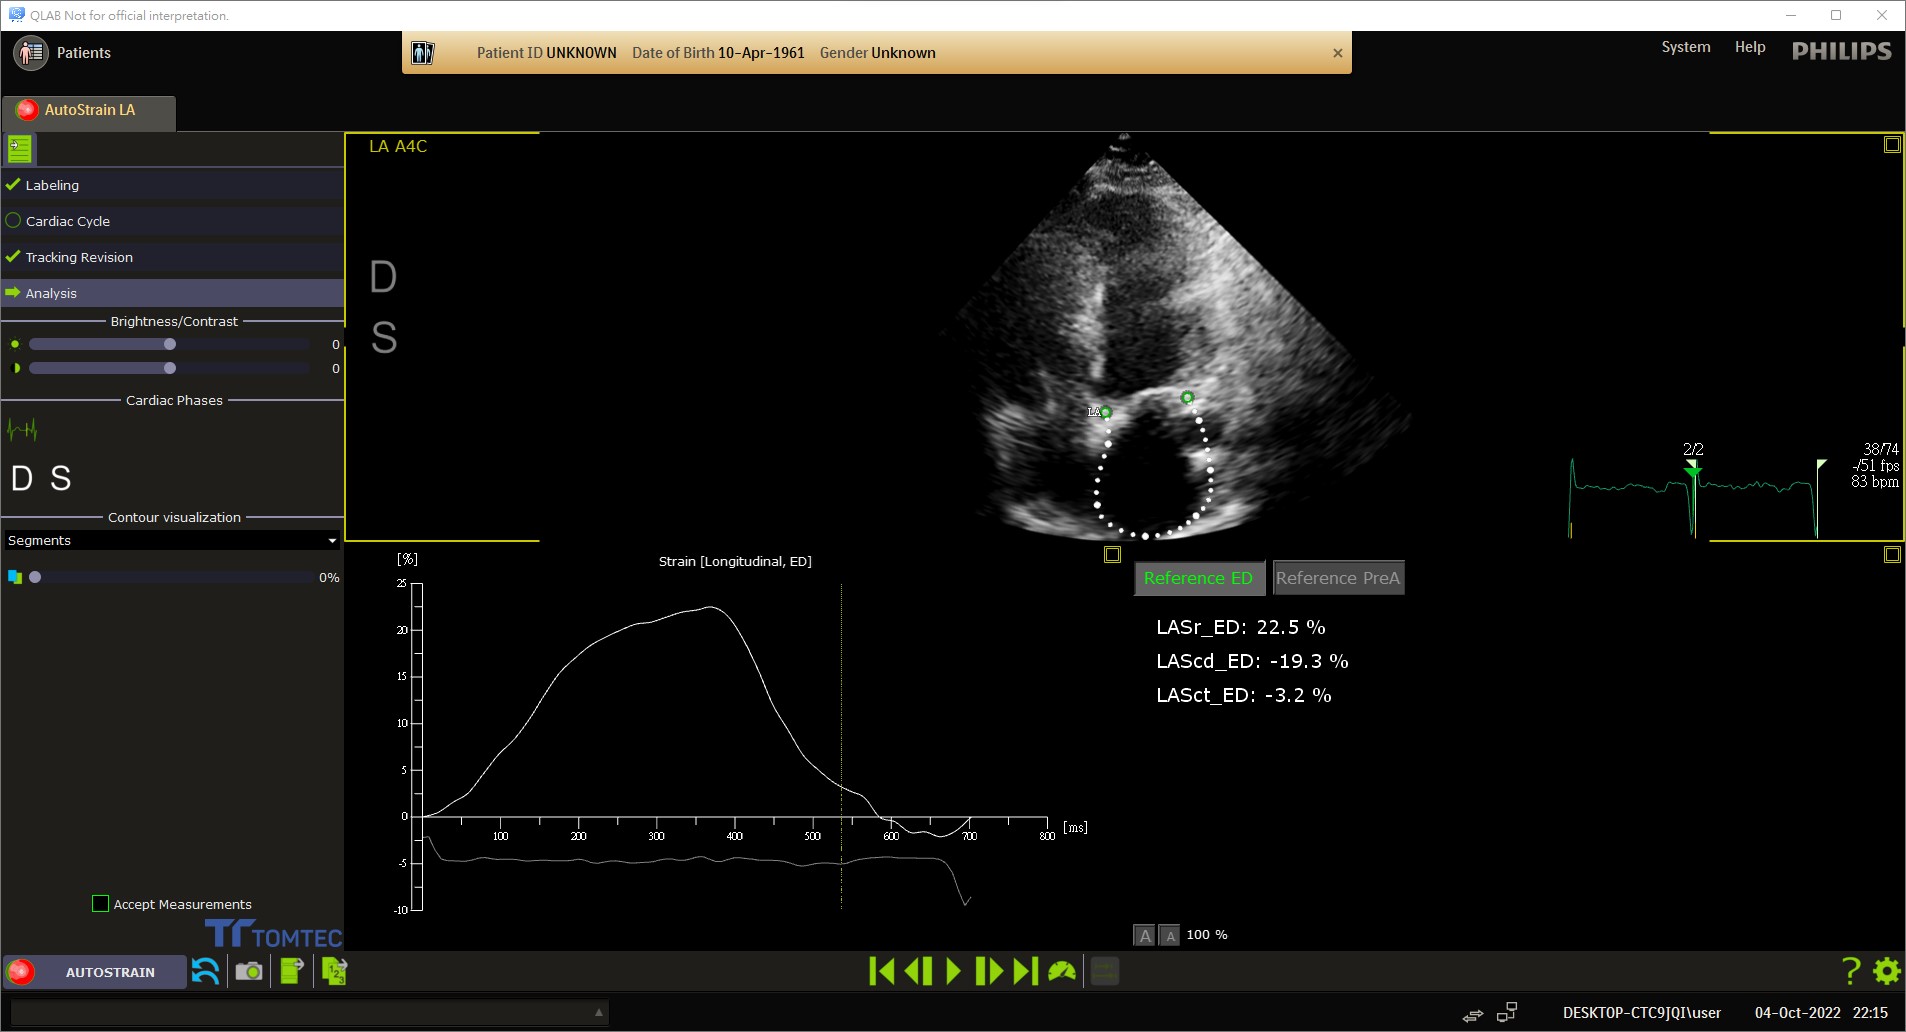 QLAB Not for official interpretation.
Patients
Patient ID UNKNOWN Date of Birth 10-Apr-1961 Gender Unknown
System Help PHILIPS
AutoStrain LA
Labeling
Cardiac Cycle
Tracking Revision
Analysis
Brightness/Contrast
0
0
Cardiac Phases
D S
Contour visualization
Segments
0%
Accept Measurements
TOMTEC
LA A4C
D
S
LA
2/2
38/74
-/51 fps
83 bpm
[%]
Strain [Longitudinal, ED]
25
20
15
10
5
0
-5
-10
100 200 300 400 500 600 700 800 [ms]
Reference ED Reference PreA
LASr_ED: 22.5 %
LAScd_ED: -19.3 %
LASct_ED: -3.2 %
A A 100 %
AUTOSTRAIN
1 2 3
?
DESKTOP-CTC9JQI\user 04-Oct-2022 22:15